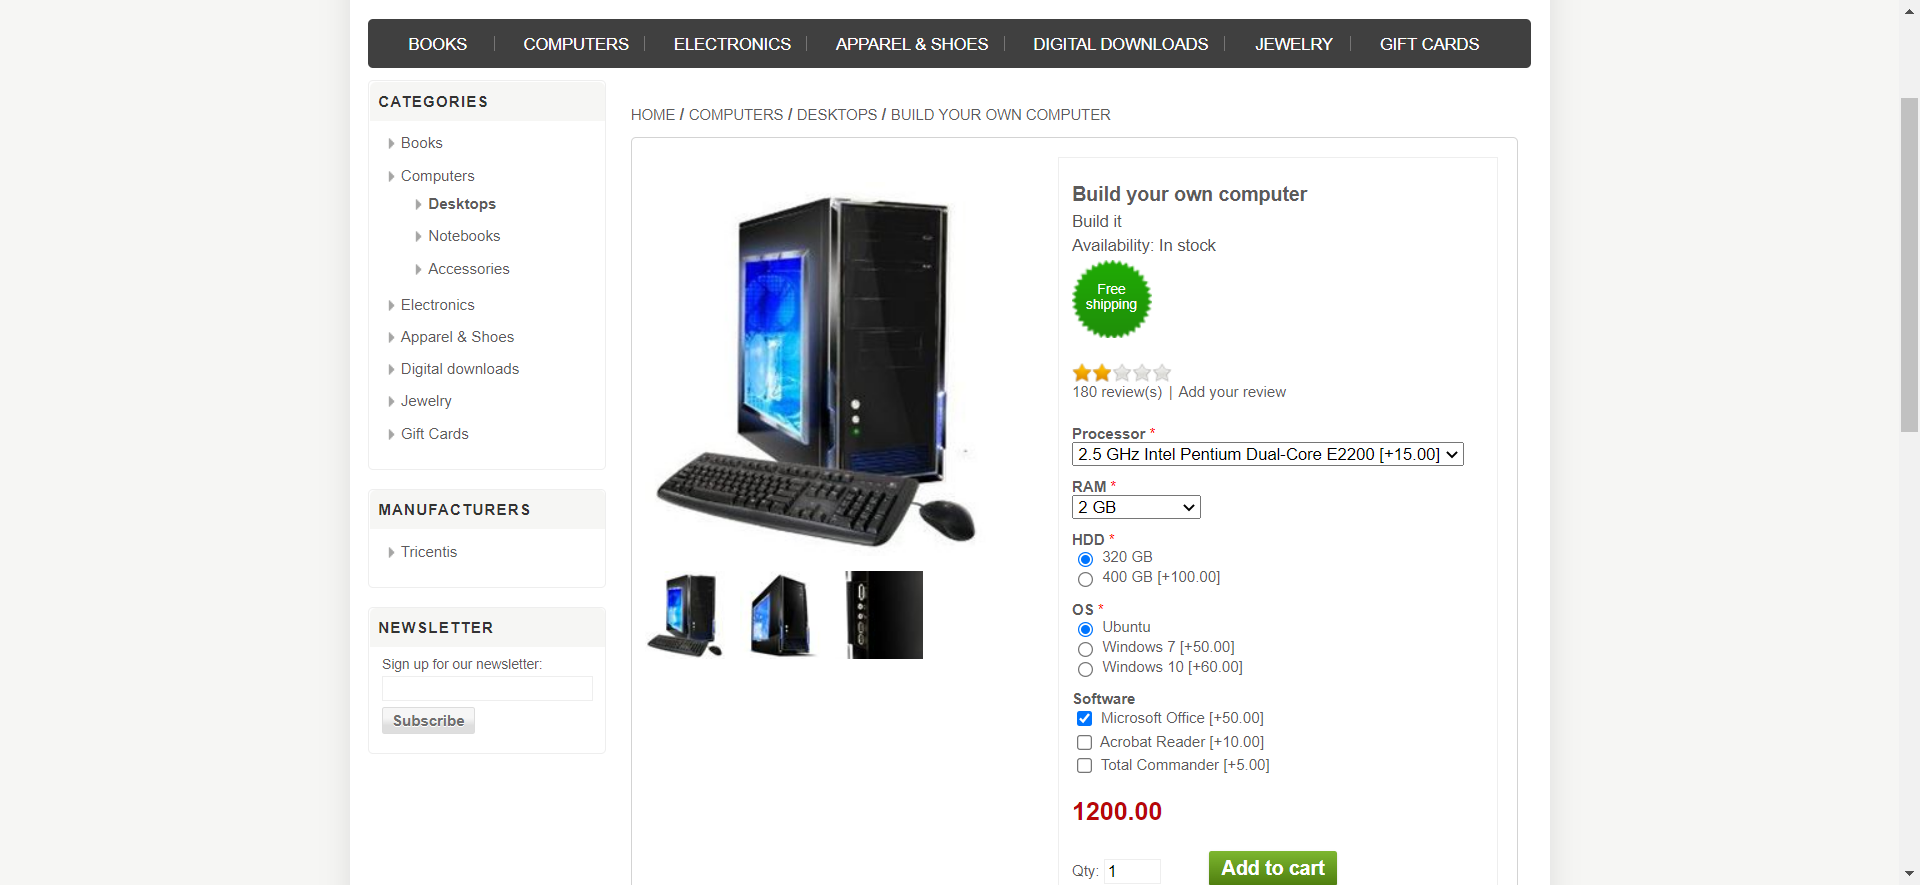 BOOKS
COMPUTERS
ELECTRONICS
APPAREL & SHOES
DIGITAL DOWNLOADS
JEWELRY
GIFT CARDS
CATEGORIES
Books
Computers
Desktops
Notebooks
Accessories
Electronics
Apparel & Shoes
Digital downloads
Jewelry
Gift Cards
MANUFACTURERS
Tricentis
NEWSLETTER
Sign up for our newsletter:
Subscribe
HOME / COMPUTERS / DESKTOPS / BUILD YOUR OWN COMPUTER
Build your own computer
Build it
Availability: In stock
Free
shipping
180 review(s) | Add your review
Processor *
2.5 GHz Intel Pentium Dual-Core E2200 [+15.00]
RAM *
2 GB
HDD *
320 GB
400 GB [+100.00]
OS *
Ubuntu
Windows 7 [+50.00]
Windows 10 [+60.00]
Software
Microsoft Office [+50.00]
Acrobat Reader [+10.00]
Total Commander [+5.00]
1200.00
Qty: 1
Add to cart